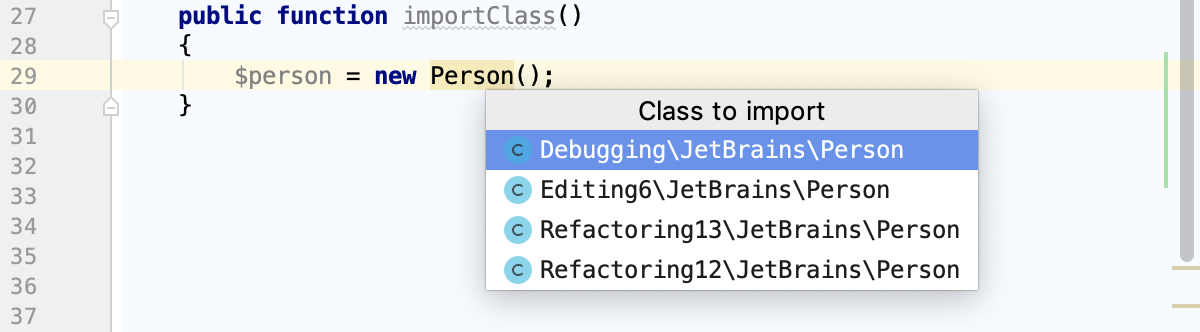 27 public function importClass()
28 {
29 $person = new Person();
30 }
Class to import
31
C Debugging\JetBrains\Person
32
C Editing6\JetBrains\Person
33
C Refactoring13\JetBrains\Person
34
35
C Refactoring12\JetBrains\Person
36
37